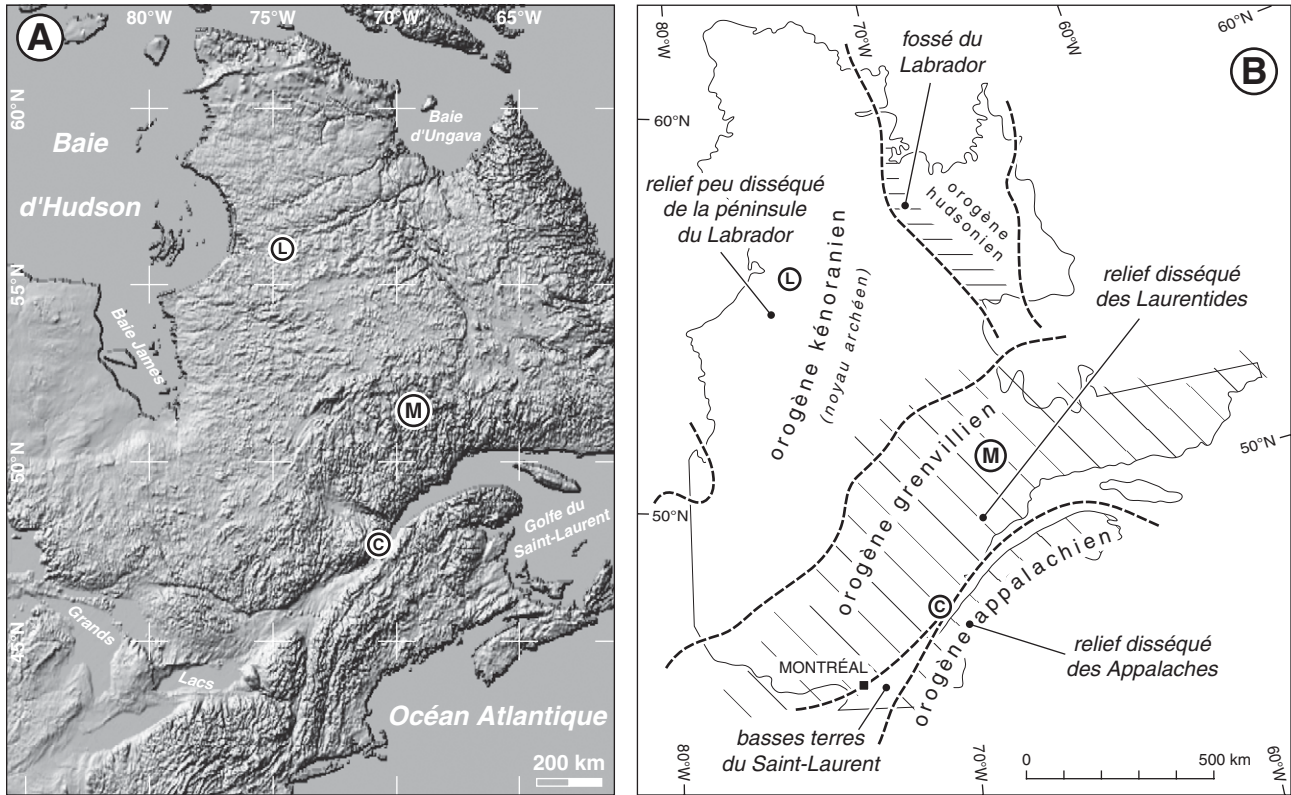 A
80°W
75°W
70°W
65°W
60°N
55°N
50°N
45°N
Baie
d'Hudson
Baie
d'Ungava
L
Baie James
M
C
Golfe du
Saint-Laurent
Grands
Lacs
Océan Atlantique
200 km
B
80°W
70°W
60°W
60°N
fossé du
Labrador
60°N
relief peu disséqué
de la péninsule
du Labrador
orogène
hudsonien
L
orogène kénoranien
(noyau archéen)
relief disséqué
des Laurentides
M
50°N
50°N
orogène grenvillien
C
orogène appalachien
relief disséqué
des Appalaches
MONTRÉAL
basses terres
du Saint-Laurent
80°W
70°W
60°W
0
500 km